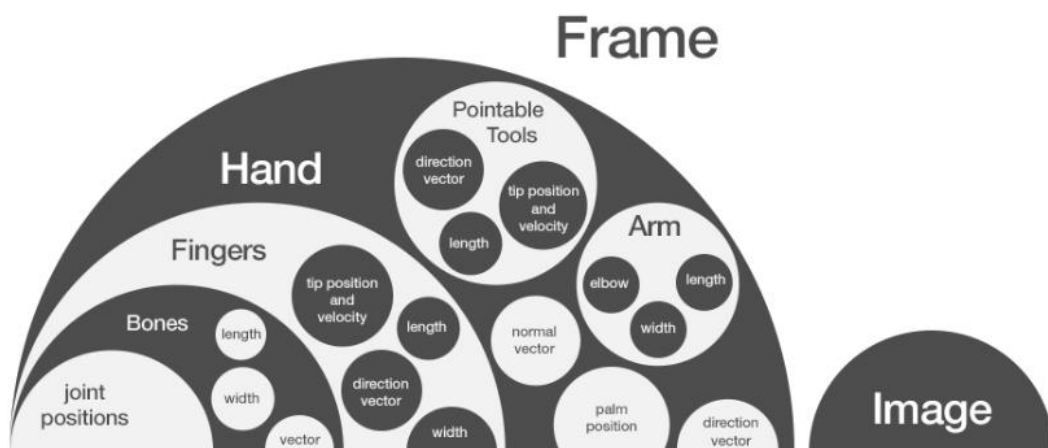 Frame
Pointable
Tools
direction
vector
tip position
and
velocity
length
Hand
Arm
elbow
length
width
Fingers
tip position
and
velocity
length
normal
vector
direction
vector
width
palm
position
direction
vector
Bones
length
width
vector
joint
positions
Image